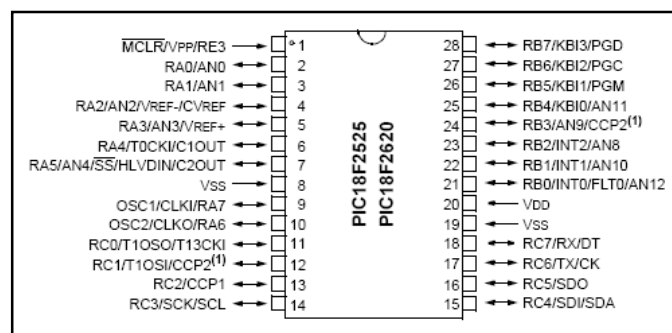 MCLR/VPP/RE3 1 28 RB7/KBI3/PGD
RA0/AN0 2 27 RB6/KBI2/PGC
RA1/AN1 3 26 RB5/KBI1/PGM
RA2/AN2/VREF-/CVREF 4 25 RB4/KBI0/AN11
RA3/AN3/VREF+ 5 24 RB3/AN9/CCP2(1)
RA4/T0CKI/C1OUT 6 23 RB2/INT2/AN8
RA5/AN4/SS/HLVDIN/C2OUT 7 22 RB1/INT1/AN10
VSS 8 21 RB0/INT0/FLT0/AN12
OSC1/CLKI/RA7 9 20 VDD
OSC2/CLKO/RA6 10 19 VSS
RC0/T1OSO/T13CKI 11 18 RC7/RX/DT
RC1/T1OSI/CCP2(1) 12 17 RC6/TX/CK
RC2/CCP1 13 16 RC5/SDO
RC3/SCK/SCL 14 15 RC4/SDI/SDA
PIC18F2525
PIC18F2620